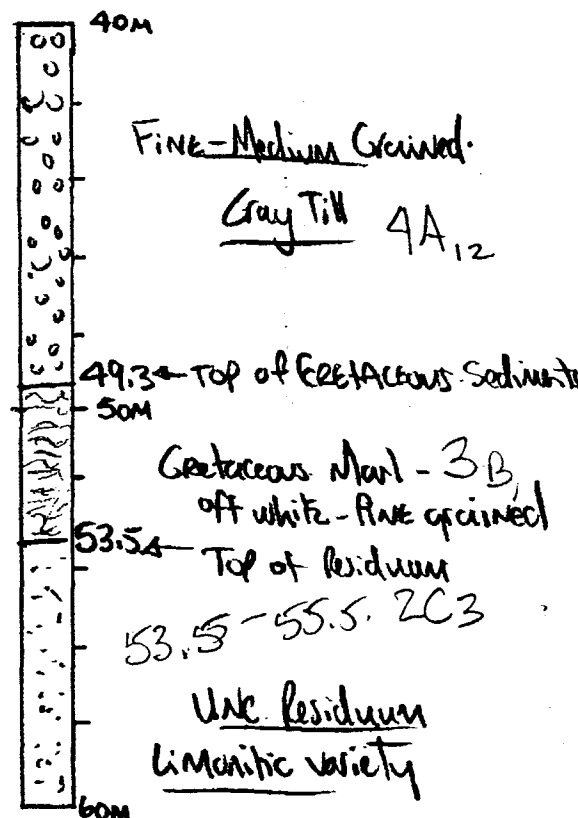 40M
Fine-Medium Grained.
Gray Till 4A12
49.3 ← Top of CRETACEOUS Sediments
50M
Cretaceous Marl - 3B,
off white - fine grained
53.5 ← Top of Residuum
53.5 - 55.5. 2C3
UNC. Residuum
Limonitic variety
60M